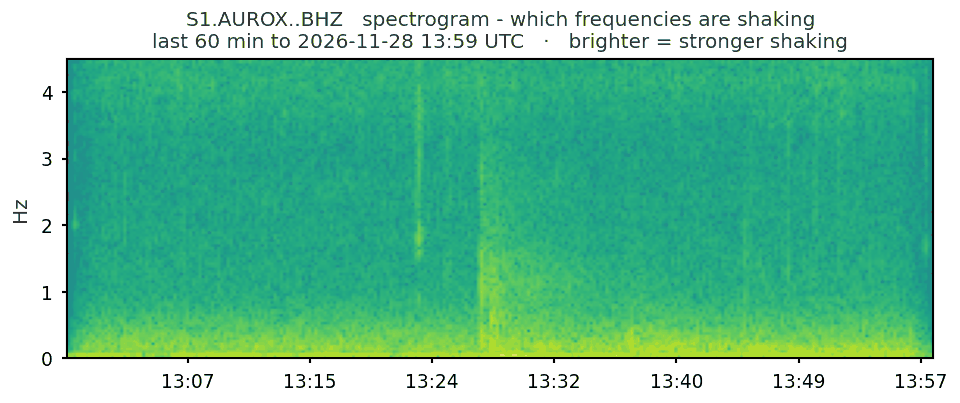 S1.AUROX..BHZ   spectrogram - which frequencies are shaking
last 60 min to 2026-11-28 13:59 UTC   ·   brighter = stronger shaking
4
3
Hz
2
1
0
13:07 13:15 13:24 13:32 13:40 13:49 13:57